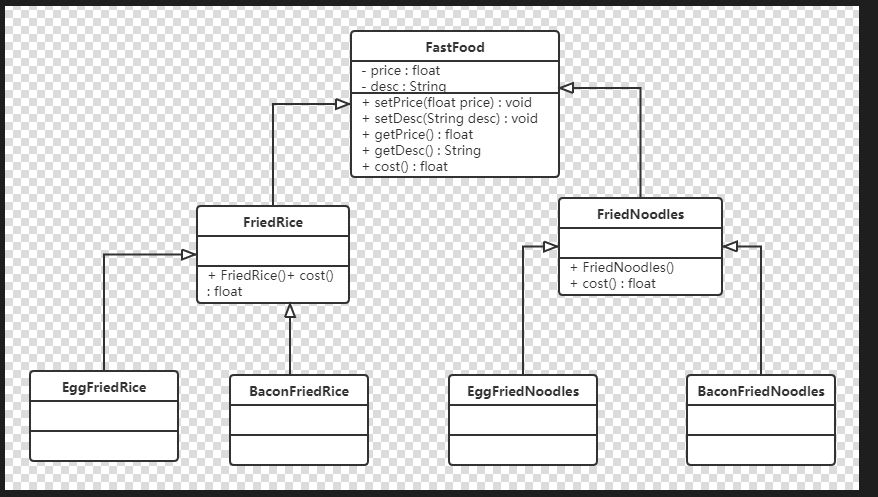 FastFood
- price : float
- desc : String
+ setPrice(float price) : void
+ setDesc(String desc) : void
+ getPrice() : float
+ getDesc() : String
+ cost() : float
FriedRice
+ FriedRice()+ cost()
: float
FriedNoodles
+ FriedNoodles()
+ cost() : float
EggFriedRice
BaconFriedRice
EggFriedNoodles
BaconFriedNoodles